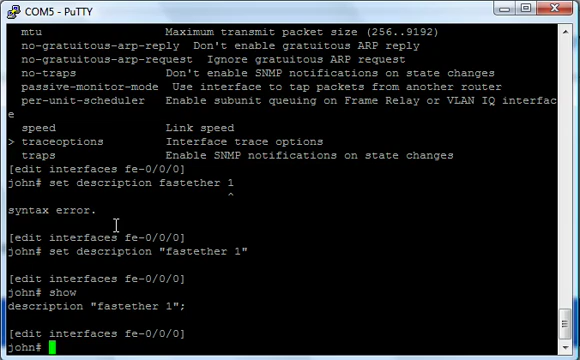 COM5 - PuTTY
mtu Maximum transmit packet size (256..9192)
no-gratuitous-arp-reply Don't enable gratuitous ARP reply
no-gratuitous-arp-request Ignore gratuitous ARP request
no-traps Don't enable SNMP notifications on state changes
passive-monitor-mode Use interface to tap packets from another router
per-unit-scheduler Enable subunit queuing on Frame Relay or VLAN IQ interfac
e
speed Link speed
> traceoptions Interface trace options
traps Enable SNMP notifications on state changes
[edit interfaces fe-0/0/0]
john# set description fastether 1
^
syntax error.
[edit interfaces fe-0/0/0]
john# set description "fastether 1"
[edit interfaces fe-0/0/0]
john# show
description "fastether 1";
[edit interfaces fe-0/0/0]
john#